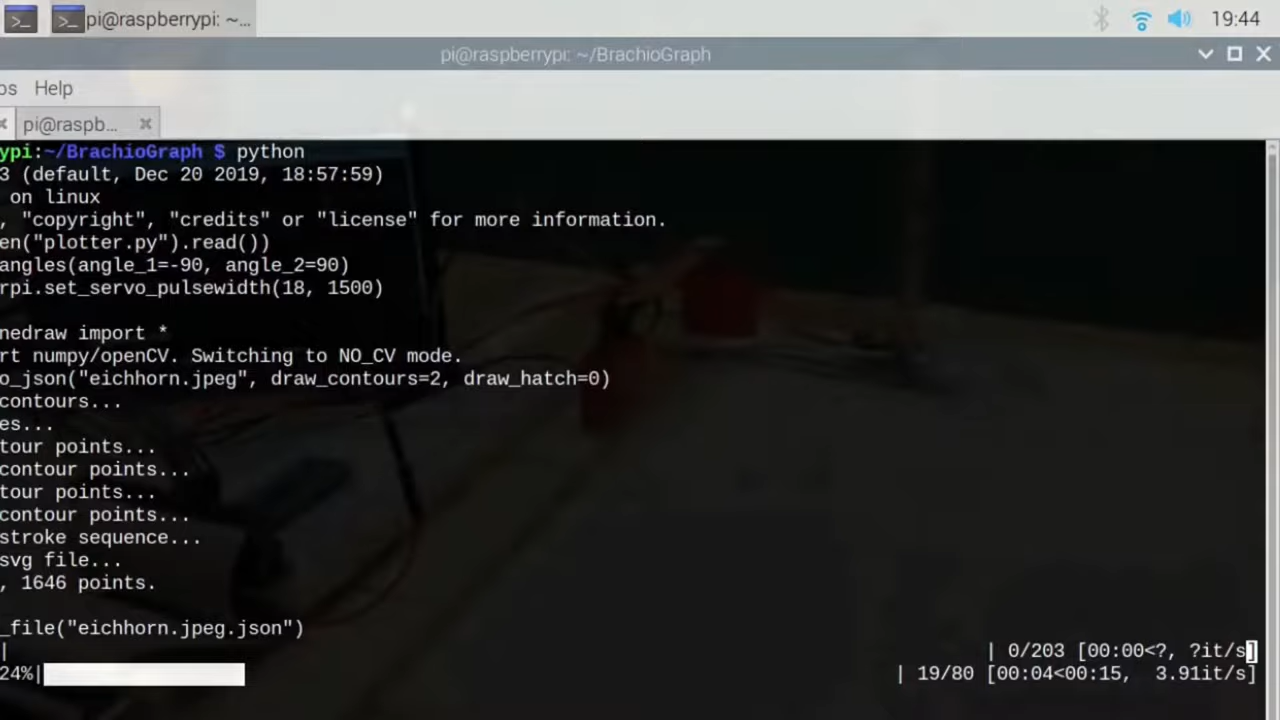 pi@raspberrypi: ~... 19:44
pi@raspberrypi: ~/BrachioGraph
os Help
pi@raspb...
ypi:~/BrachioGraph $ python
3 (default, Dec 20 2019, 18:57:59)
on linux
, "copyright", "credits" or "license" for more information.
en("plotter.py").read())
angles(angle_1=-90, angle_2=90)
rpi.set_servo_pulsewidth(18, 1500)
nedraw import *
rt numpy/openCV. Switching to NO_CV mode.
o_json("eichhorn.jpeg", draw_contours=2, draw_hatch=0)
contours...
es...
tour points...
contour points...
tour points...
contour points...
stroke sequence...
svg file...
, 1646 points.
_file("eichhorn.jpeg.json")
| | 0/203 [00:00<?, ?it/s]
24%| | 19/80 [00:04<00:15, 3.91it/s]